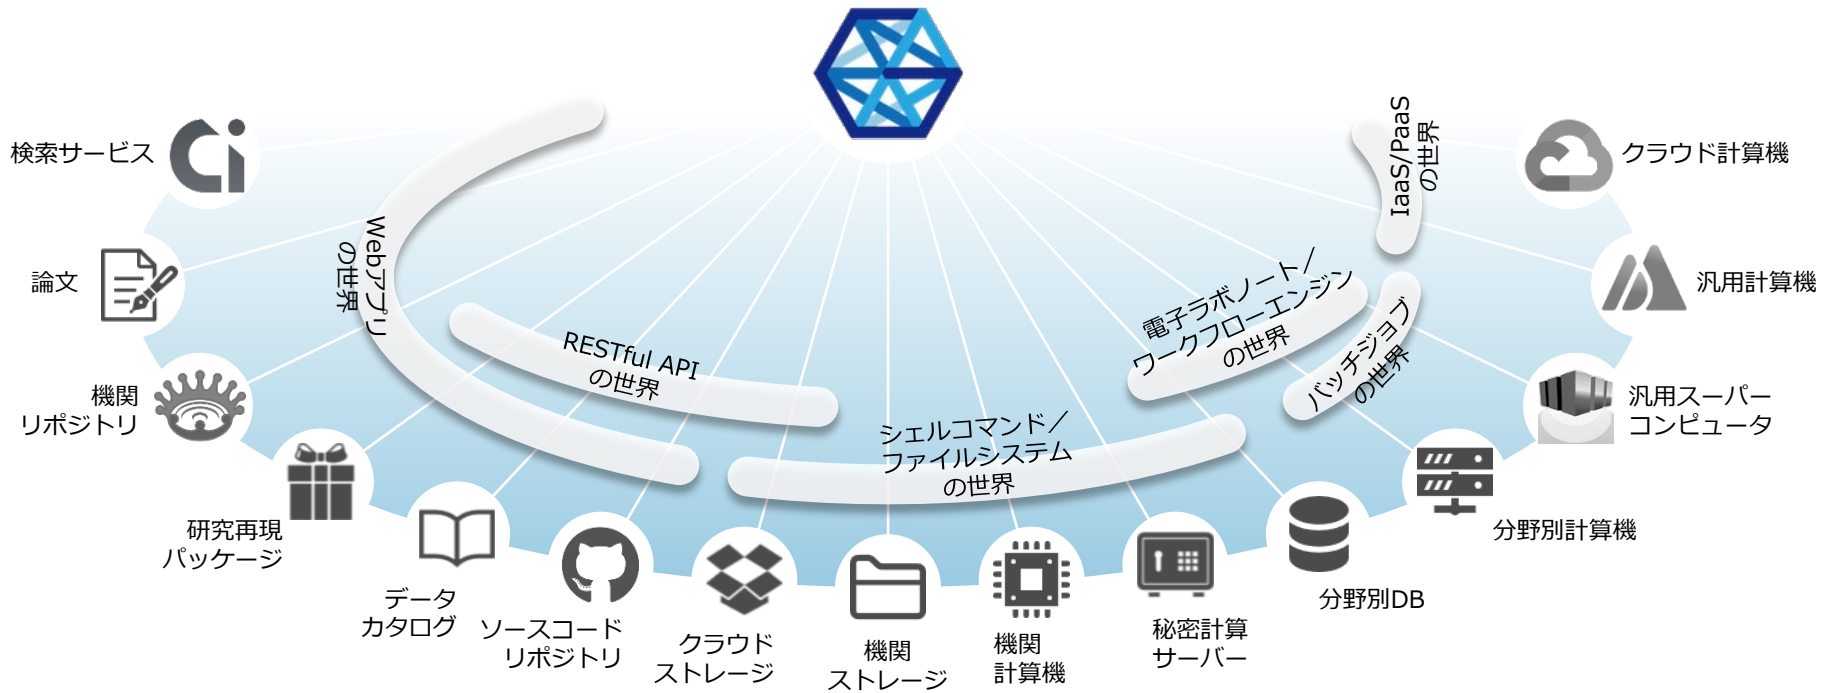 検索サービス
論文
機関
リポジトリ
研究再現
パッケージ
データ
カタログ
ソースコード
リポジトリ
クラウド
ストレージ
機関
ストレージ
機関
計算機
秘密計算
サーバー
分野別DB
分野別計算機
汎用スーパー
コンピュータ
汎用計算機
クラウド計算機
Webアプリ
の世界
RESTful API
の世界
シェルコマンド／
ファイルシステム
の世界
電子ラボノート／
ワークフローエンジン
の世界
バッチジョブ
の世界
IaaS/PaaS
の世界